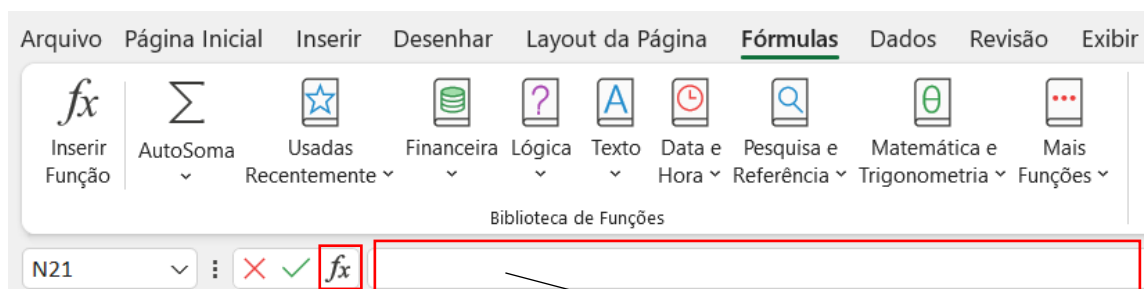 Arquivo Página Inicial Inserir Desenhar Layout da Página Fórmulas Dados Revisão Exibir
fx Σ ? A θ
Inserir Função
AutoSoma
Usadas Recentemente
Financeira
Lógica
Texto
Data e Hora
Pesquisa e Referência
Matemática e Trigonometria
Mais Funções
Biblioteca de Funções
N21 fx